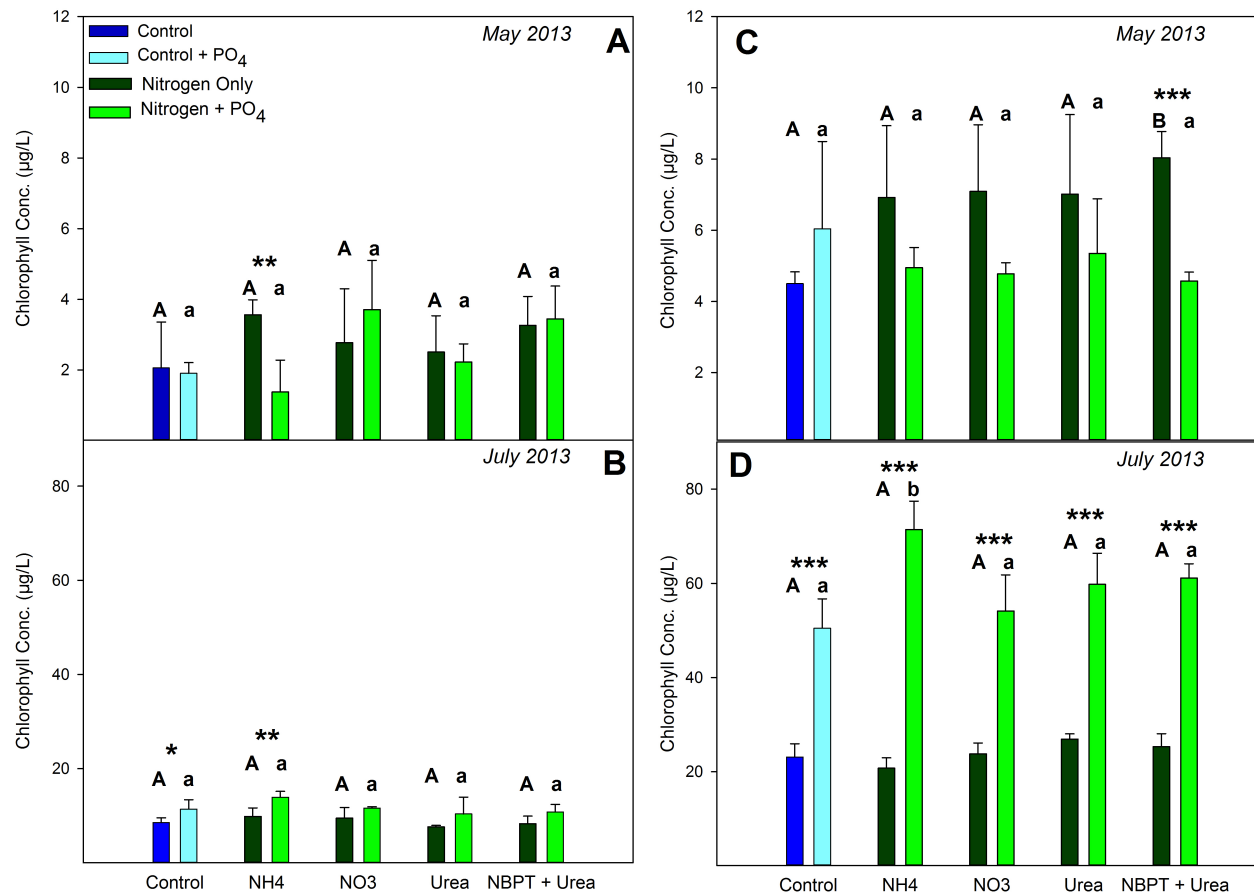 May 2013 A
Control
Control + PO4
Nitrogen Only
Nitrogen + PO4
Chlorophyll Conc. (µg/L)
12
10
8
6
4
2
A a
** A a
A a
A a
A a
C May 2013
Chlorophyll Conc. (µg/L)
12
10
8
6
4
2
A a
A a
A a
A a
*** B a
July 2013 B
Chlorophyll Conc. (µg/L)
80
60
40
20
* A a
** A a
A a
A a
A a
Control NH4 NO3 Urea NBPT + Urea
D July 2013
Chlorophyll Conc. (µg/L)
80
60
40
20
*** A a
*** A b
*** A a
*** A a
*** A a
Control NH4 NO3 Urea NBPT + Urea